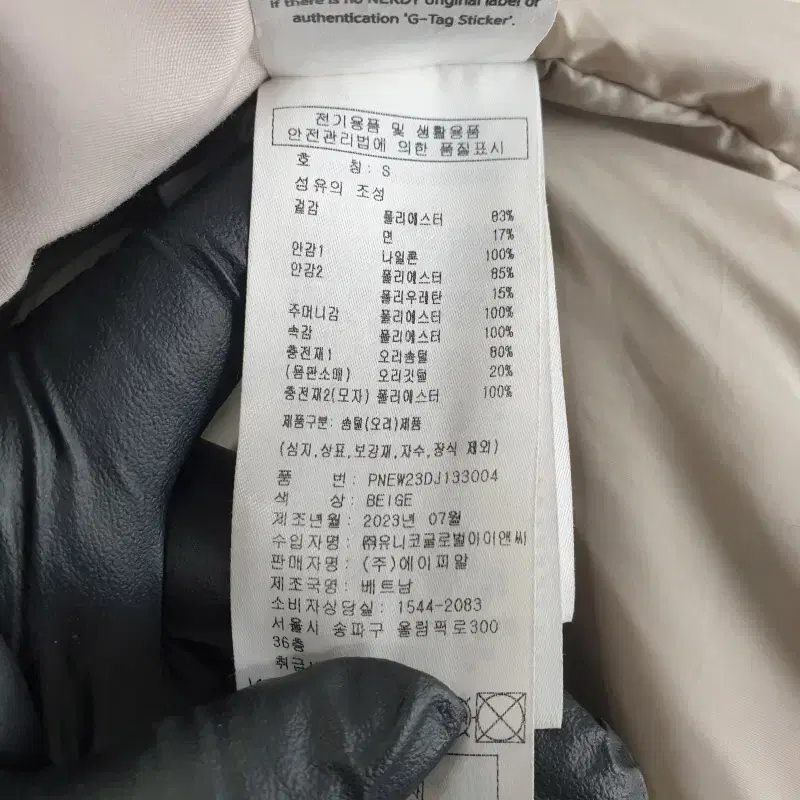 if there is no NERDY original label or
authentication 'G-Tag Sticker'.
전기용품 및 생활용품
안전관리법에 의한 품질표시
호 칭: S
섬유의 조성
겉감 폴리에스터 83%
면 17%
안감1 나일론 100%
안감2 폴리에스터 85%
폴리우레탄 15%
주머니감 폴리에스터 100%
속감 폴리에스터 100%
충전재1 오리솜털 80%
(몸판소매) 오리깃털 20%
충전재2(모자) 폴리에스터 100%
제품구분: 솜털(오리)제품
(심지,상표,보강재,자수,장식 제외)
품 번: PNEW23DJ133004
색 상: BEIGE
제조년월: 2023년 07월
수입자명: ㈜유니코글로벌아이앤씨
판매자명: (주)에이피알
제조국명: 베트남
소비자상담실: 1544-2083
서울시 송파구 올림픽로300
36층